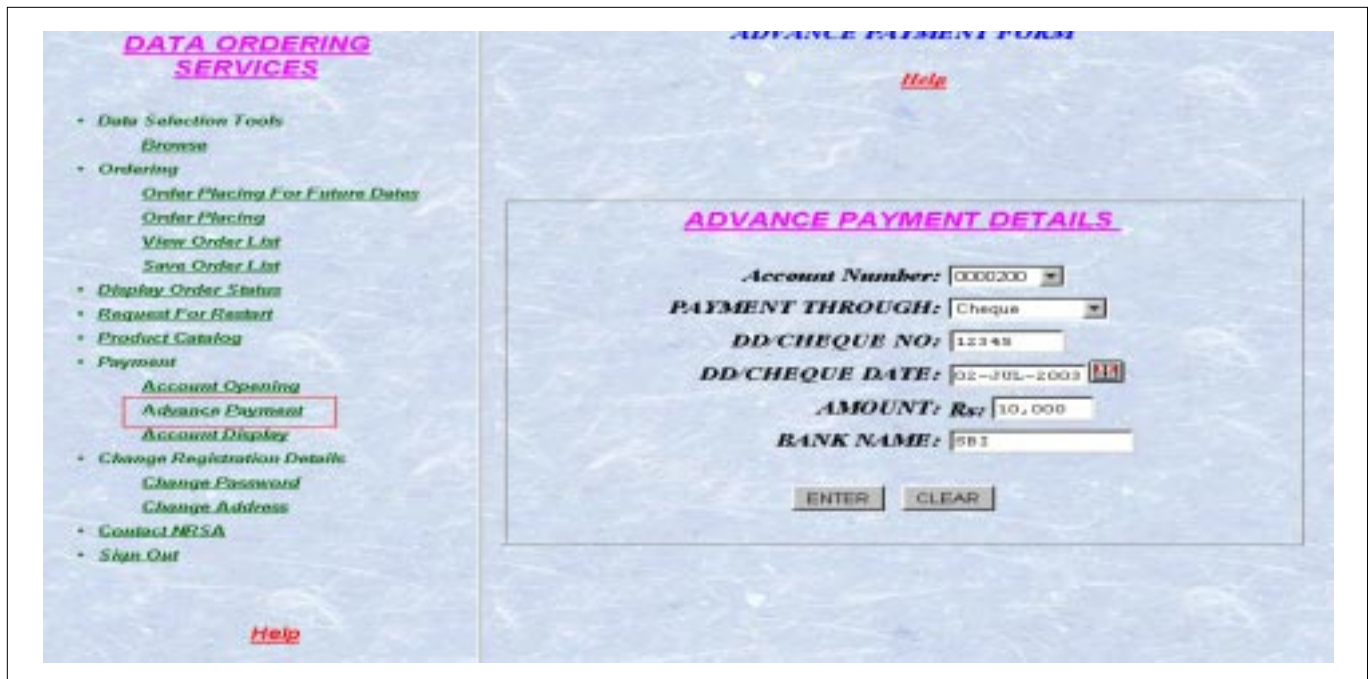 DATA ORDERING
SERVICES
• Data Selection Tools
Browse
• Ordering
Order Placing For Future Dates
Order Placing
View Order List
Save Order List
• Display Order Status
• Request For Restart
• Product Catalog
• Payment
Account Opening
Advance Payment
Account Display
• Change Registration Details
Change Password
Change Address
• Contact NRSA
• Sign Out
Help
ADVANCE PAYMENT FORM
Help
ADVANCE PAYMENT DETAILS
Account Number: 0000200
PAYMENT THROUGH: Cheque
DD/CHEQUE NO: 12345
DD/CHEQUE DATE: 02-JUL-2003
AMOUNT: Rs: 10,000
BANK NAME: SBI
ENTER CLEAR